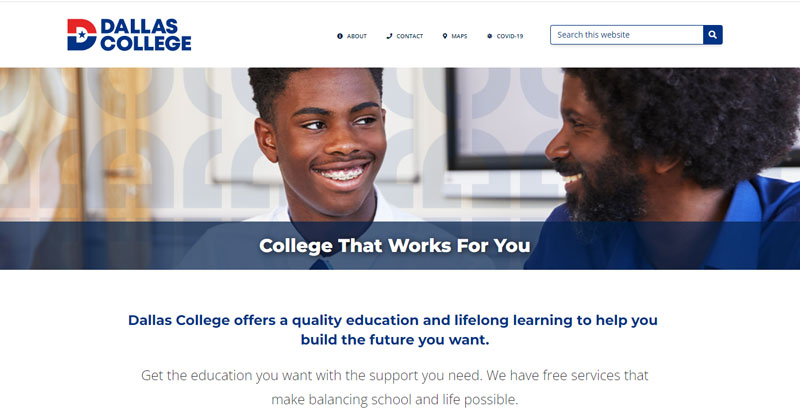 DALLAS
COLLEGE
ABOUT
CONTACT
MAPS
COVID-19
Search this website
College That Works For You
Dallas College offers a quality education and lifelong learning to help you
build the future you want.
Get the education you want with the support you need. We have free services that
make balancing school and life possible.